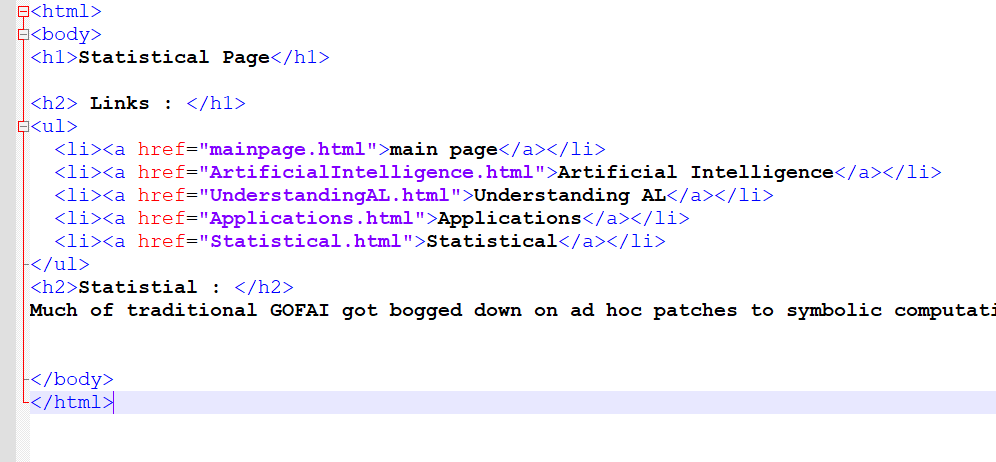 <html>
<body>
<h1>Statistical Page</h1>
<h2> Links : </h1>
<ul>
<li><a href="mainpage.html">main page</a></li>
<li><a href="ArtificialIntelligence.html">Artificial Intelligence</a></li>
<li><a href="UnderstandingAL.html">Understanding AL</a></li>
<li><a href="Applications.html">Applications</a></li>
<li><a href="Statistical.html">Statistical</a></li>
</ul>
<h2>Statistial : </h2>
Much of traditional GOFAI got bogged down on ad hoc patches to symbolic computati
</body>
</html>